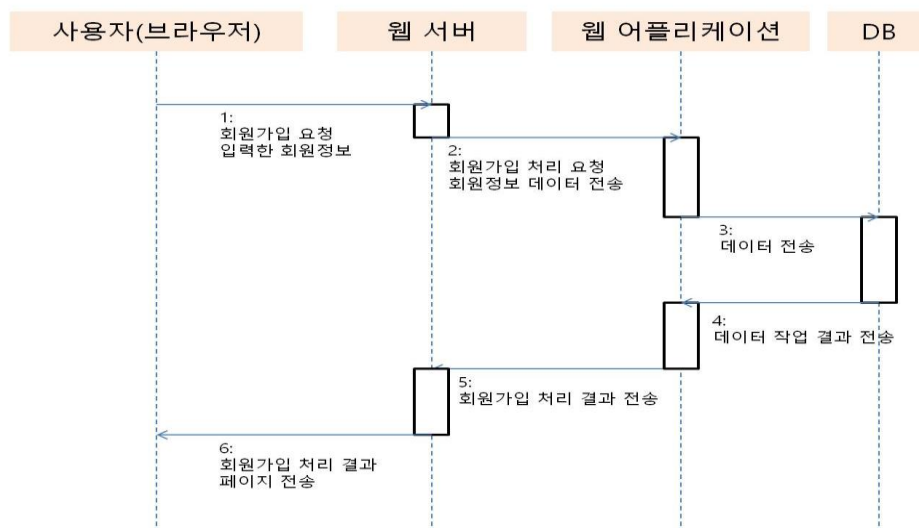 사용자(브라우저)
웹 서버
웹 어플리케이션
DB
1:
회원가입 요청
입력한 회원정보
2:
회원가입 처리 요청
회원정보 데이터 전송
3:
데이터 전송
4:
데이터 작업 결과 전송
5:
회원가입 처리 결과 전송
6:
회원가입 처리 결과
페이지 전송